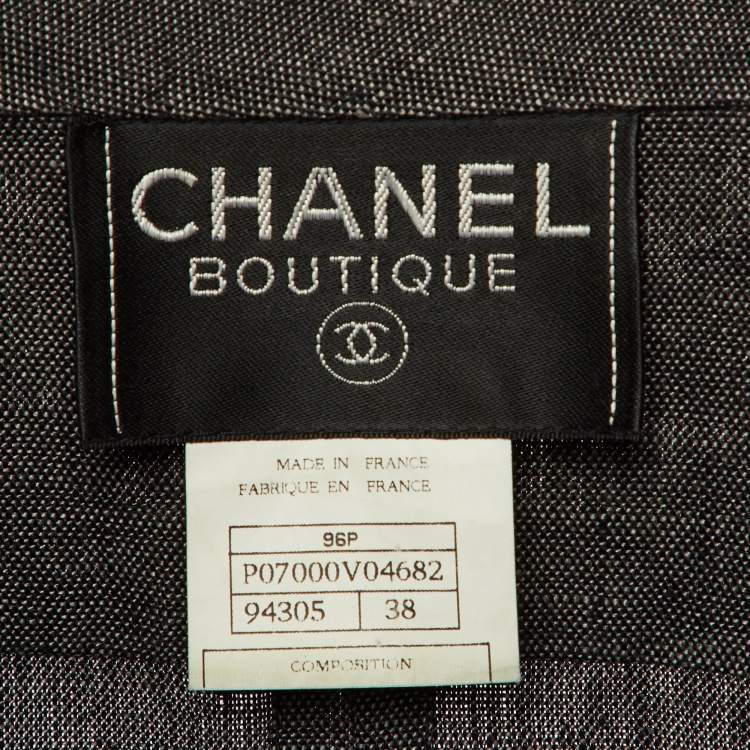 CHANEL
BOUTIQUE
MADE IN FRANCE
FABRIQUE EN FRANCE
96P
P07000V04682
94305 38
COMPOSITION